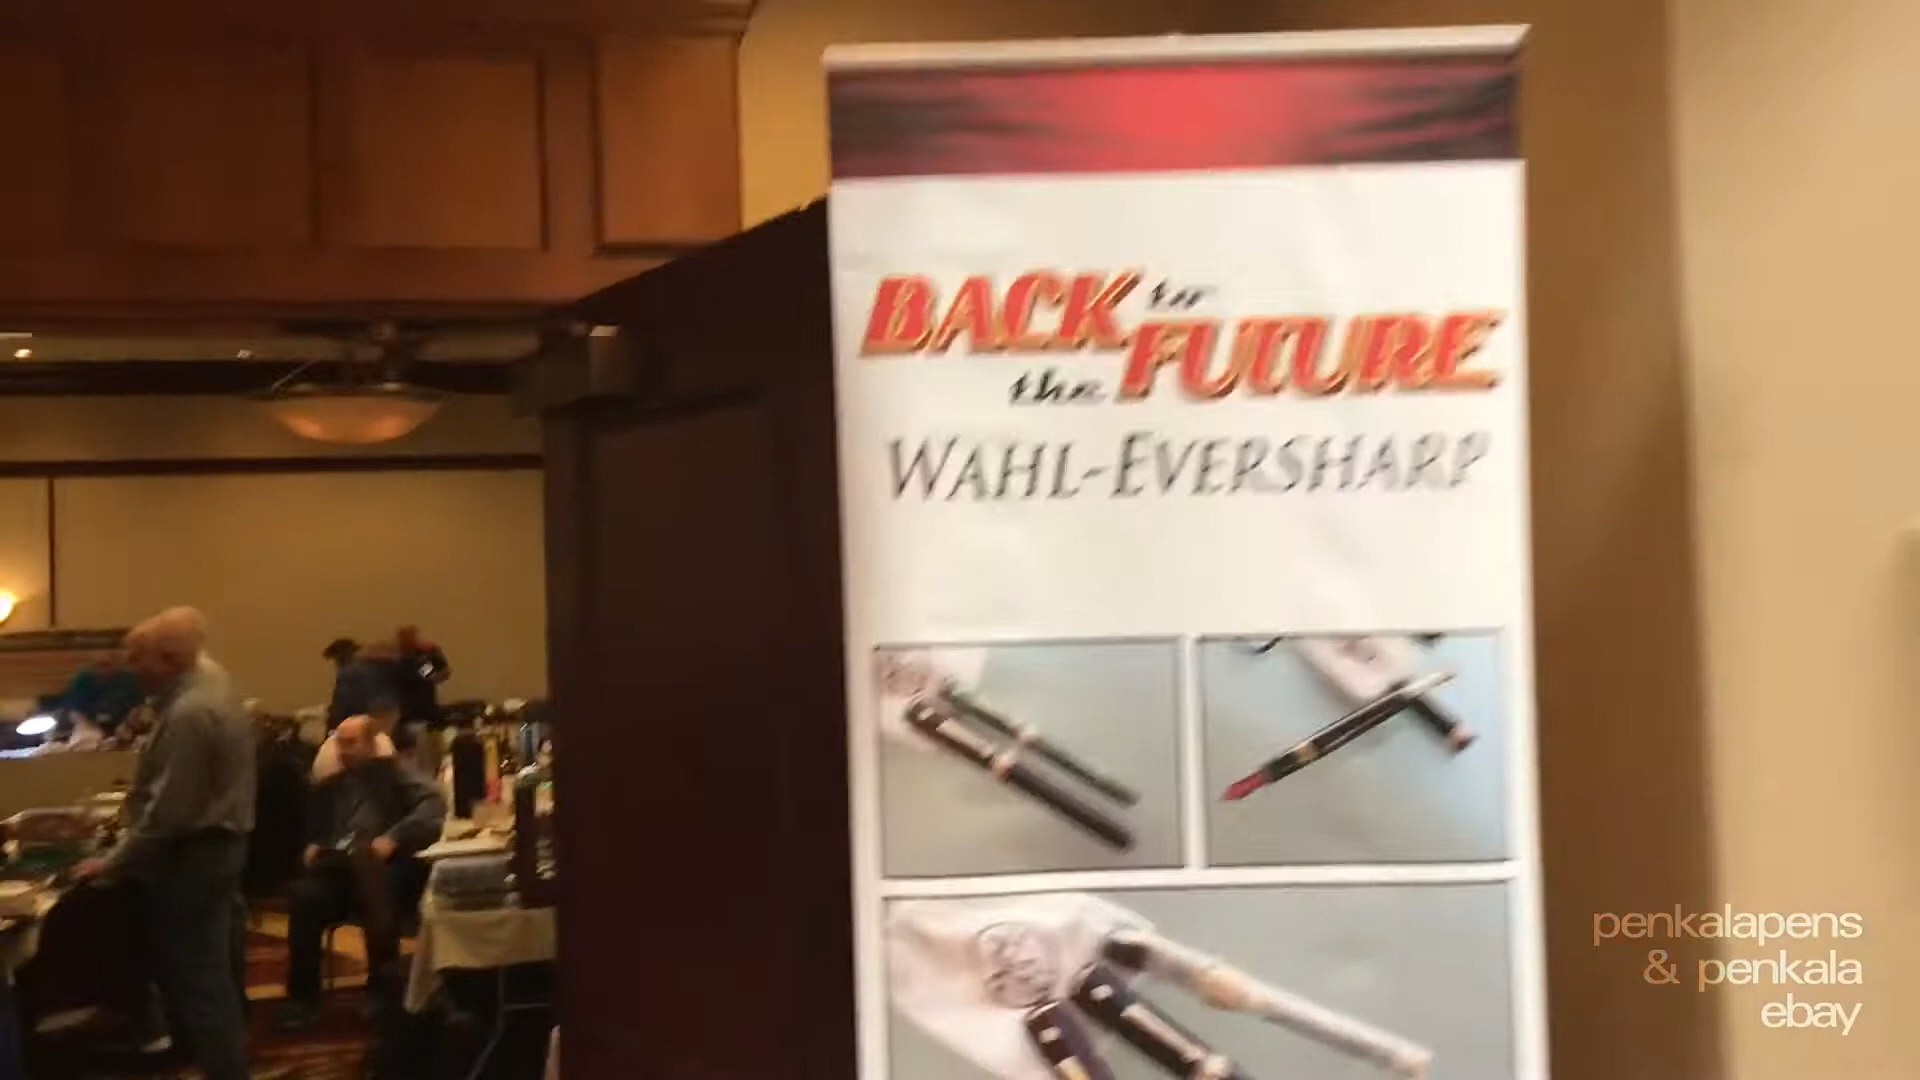 BACK to
the FUTURE
WAHL-EVERSHARP
penkalapens
& penkala
ebay